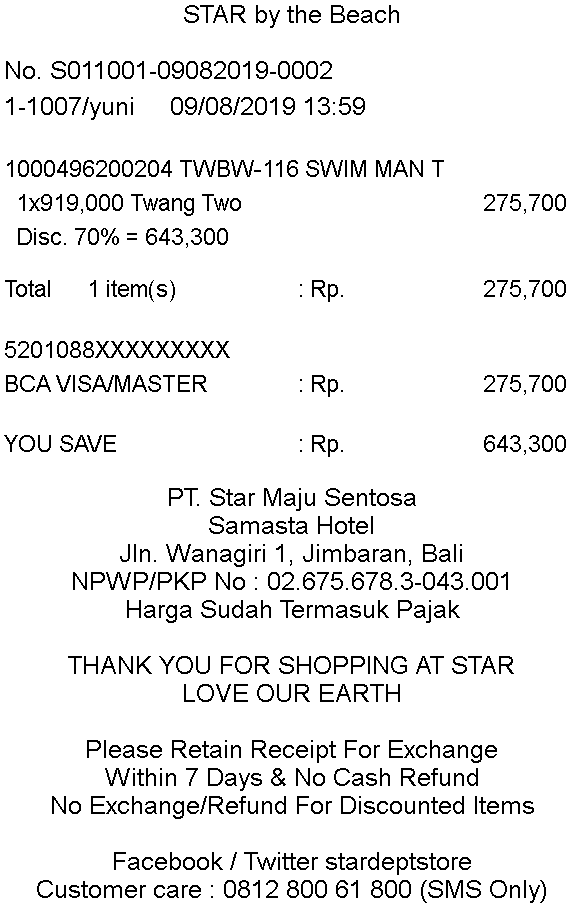 STAR by the Beach
No. S011001-09082019-0002
1-1007/yuni 09/08/2019 13:59
1000496200204 TWBW-116 SWIM MAN T
1x919,000 Twang Two 275,700
Disc. 70% = 643,300
Total 1 item(s) : Rp. 275,700
5201088XXXXXXXXX
BCA VISA/MASTER : Rp. 275,700
YOU SAVE : Rp. 643,300
PT. Star Maju Sentosa
Samasta Hotel
Jln. Wanagiri 1, Jimbaran, Bali
NPWP/PKP No : 02.675.678.3-043.001
Harga Sudah Termasuk Pajak
THANK YOU FOR SHOPPING AT STAR
LOVE OUR EARTH
Please Retain Receipt For Exchange
Within 7 Days & No Cash Refund
No Exchange/Refund For Discounted Items
Facebook / Twitter stardeptstore
Customer care : 0812 800 61 800 (SMS Only)